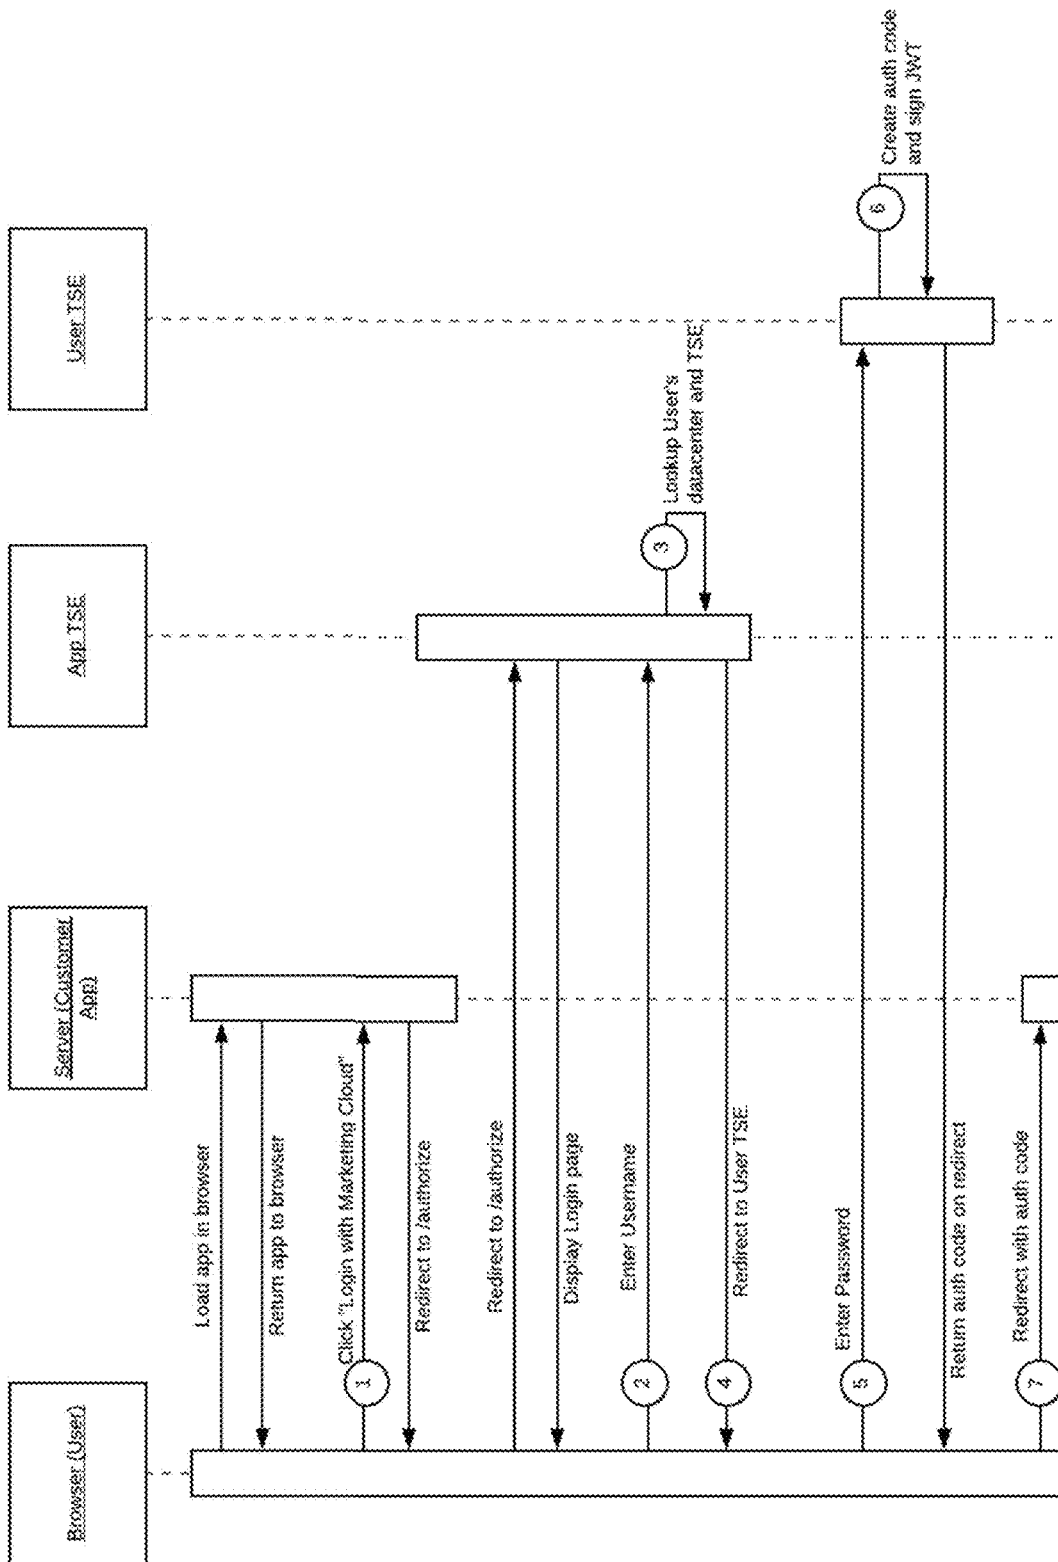 Browser (User)
Server (Customer
App)
App TSE
User TSE
Load app in browser
Return app to browser
Click "Login with Marketing Cloud"
1
Redirect to /authorize
Redirect to /authorize
Display Login page
Enter Username
2
3
Lookup User's
datacenter and TSE
Redirect to User TSE
4
Enter Password
5
6
Create auth code
and sign JWT
Return auth code on redirect
Redirect with auth code
7